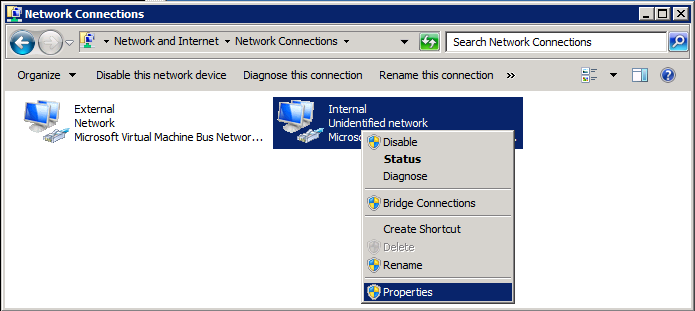 Network Connections
Network and Internet Network Connections
Search Network Connections
Organize Disable this network device Diagnose this connection Rename this connection »
External
Network
Microsoft Virtual Machine Bus Networ...
Internal
Unidentified network
Disable
Status
Diagnose
Bridge Connections
Create Shortcut
Delete
Rename
Properties